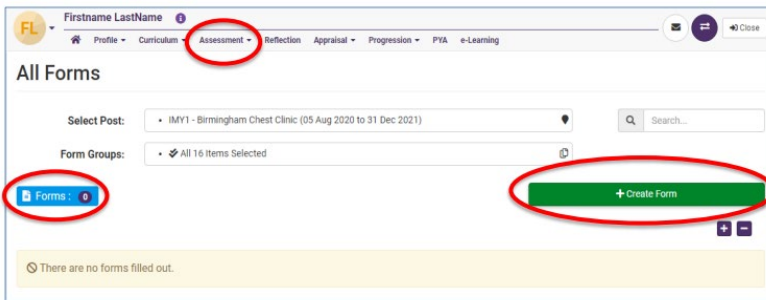 FL Firstname LastName
Profile Curriculum Assessment Reflection Appraisal Progression PYA e-Learning Close
All Forms
Select Post: • IMY1 - Birmingham Chest Clinic (05 Aug 2020 to 31 Dec 2021) Search...
Form Groups: • All 16 Items Selected
Forms : 0 + Create Form
There are no forms filled out.